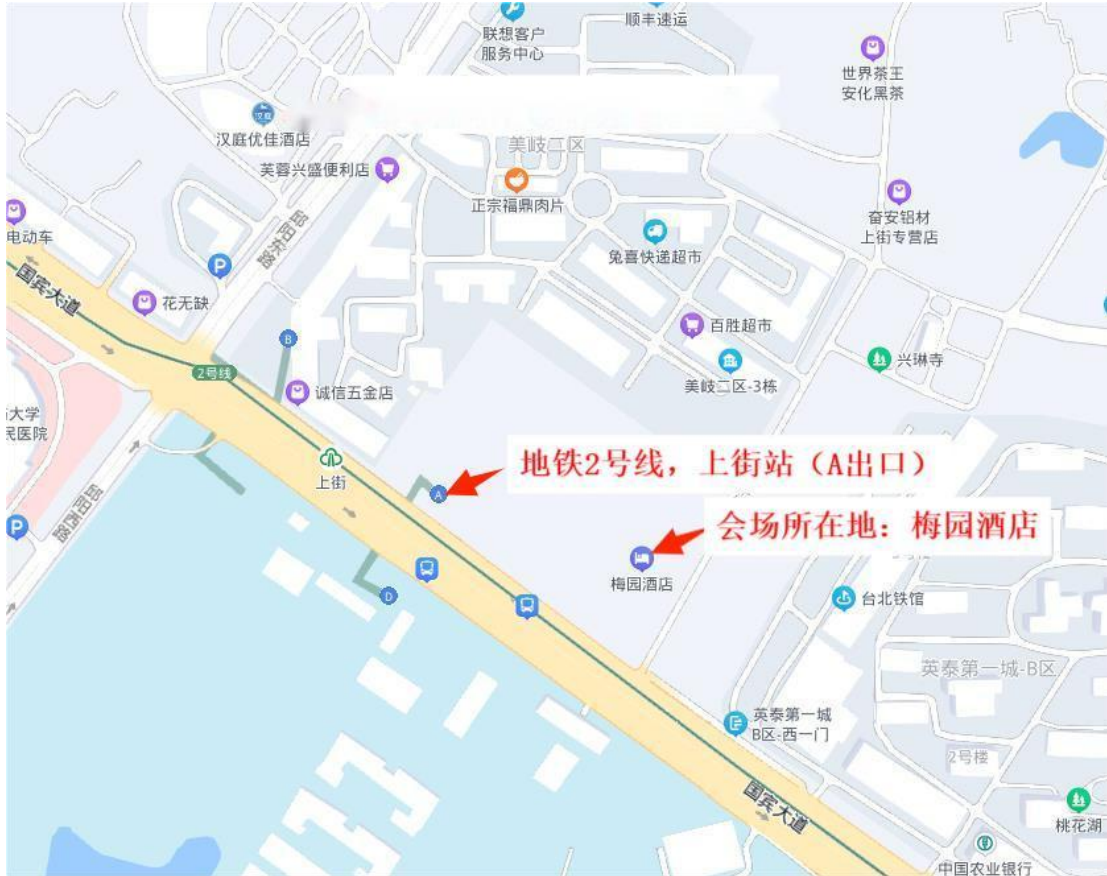 联想客户
服务中心
顺丰速运
世界茶王
安化黑茶
汉庭
汉庭优佳酒店
美岐二区
芙蓉兴盛便利店
正宗福鼎肉片
奋安铝材
上街专营店
电动车
兔喜快递超市
P
国宾大道
花无缺
百胜超市
B
兴琳寺
2号线
美岐二区-3栋
诚信五金店
大学
民医院
上街
地铁2号线，上街站（A出口）
A
会场所在地：梅园酒店
P
梅园酒店
D
台北铁馆
英泰第一城-B区
英泰第一城
B区-西一门
2号楼
国宾大道
桃花湖
中国农业银行